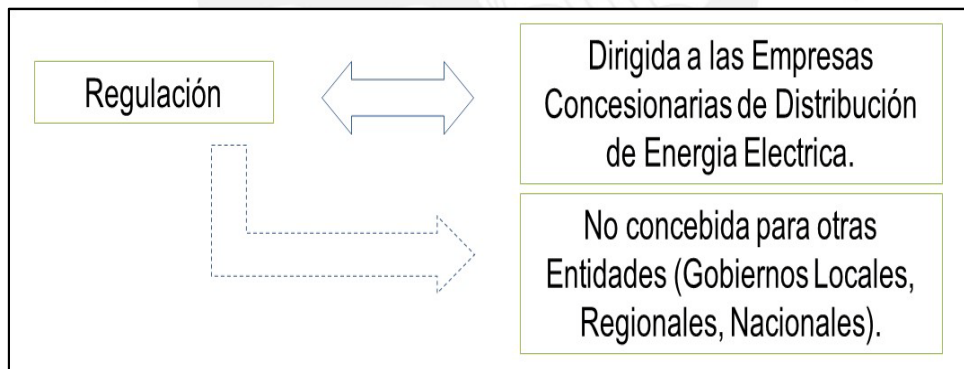 Regulación
Dirigida a las Empresas
Concesionarias de Distribución
de Energia Electrica.
No concebida para otras
Entidades (Gobiernos Locales,
Regionales, Nacionales).